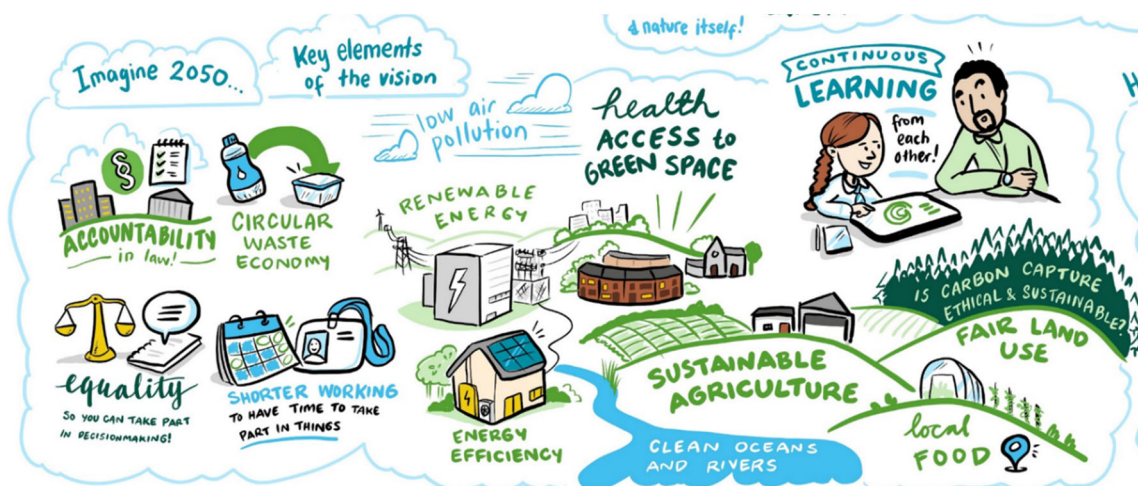 Imagine 2050...
Key elements
of the vision
& nature itself!
low air
pollution
health
ACCESS to
GREEN SPACE
CONTINUOUS
LEARNING
from
each
other!
§
ACCOUNTABILITY
in law!
CIRCULAR
WASTE
ECONOMY
RENEWABLE
ENERGY
equality
SO YOU CAN TAKE PART
IN DECISIONMAKING!
SHORTER WORKING
TO HAVE TIME TO TAKE
PART IN THINGS
ENERGY
EFFICIENCY
SUSTAINABLE
AGRICULTURE
CLEAN OCEANS
AND RIVERS
IS CARBON CAPTURE
ETHICAL & SUSTAINABLE?
FAIR LAND
USE
local
FOOD